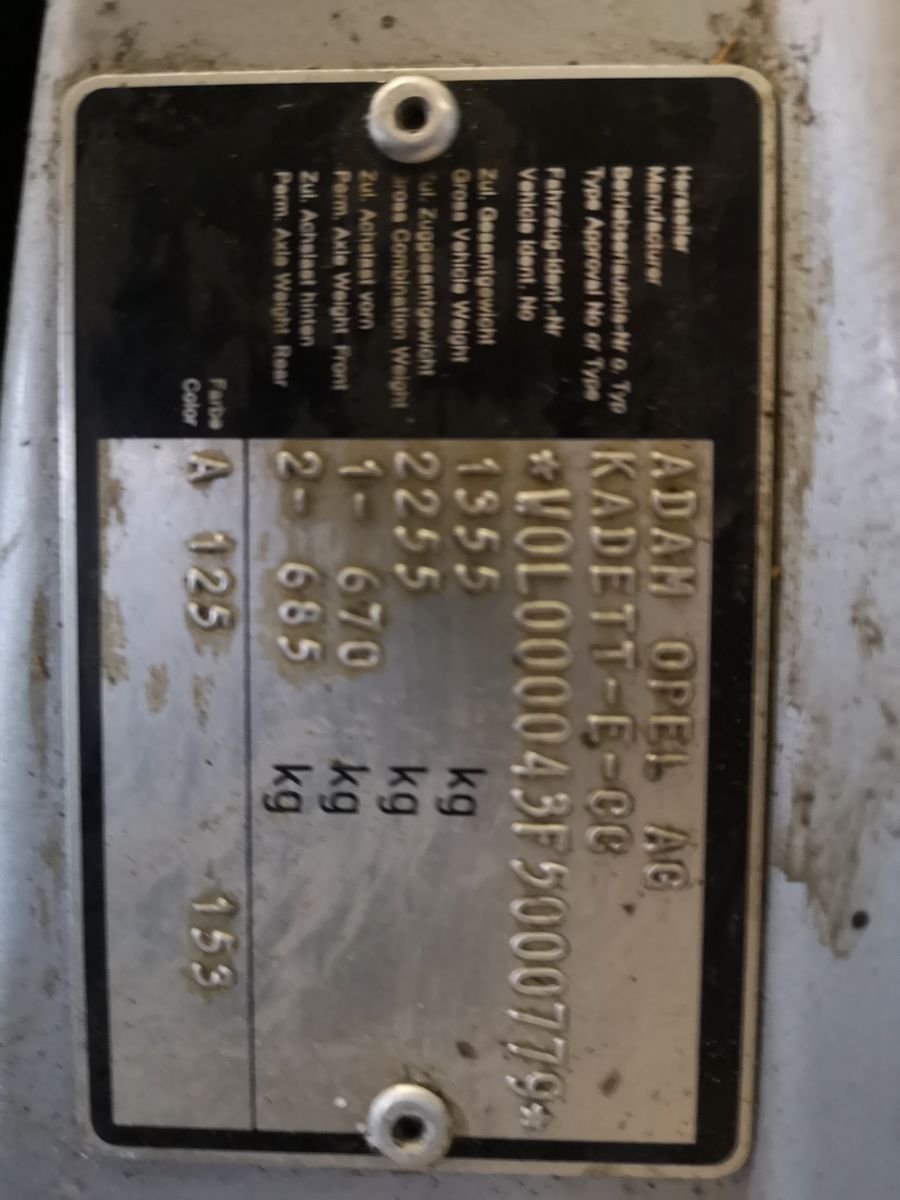 Hersteller
Manufacturer
ADAM OPEL AG
Betriebserlaubnis-Nr o. Typ
Type Approval No or Type
KADETT-E-CC
Fahrzeug-Ident.-Nr
Vehicle Ident. No
*W0L000043F5000779*
Zul. Gesamtgewicht
Gross Vehicle Weight
1355 kg
Zul. Zuggesamtgewicht
Gross Combination Weight
2255 kg
Zul. Achslast vorn
Perm. Axle Weight Front
1- 670 kg
Zul. Achslast hinten
Perm. Axle Weight Rear
2- 685 kg
Farbe
Color
A 125 153